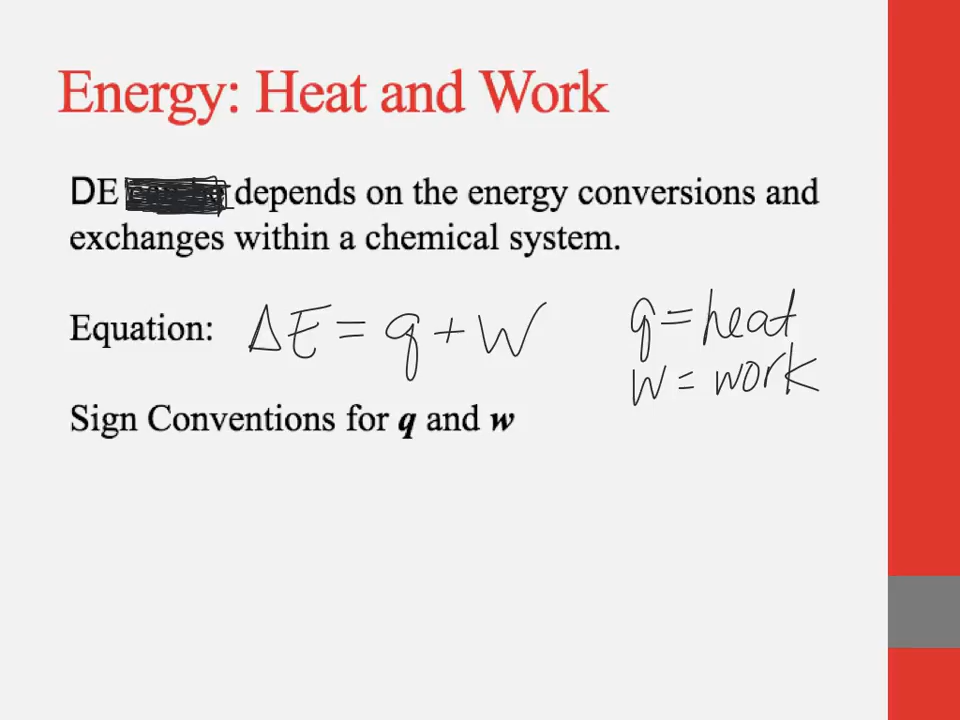 Energy: Heat and Work
DE depends on the energy conversions and
exchanges within a chemical system.
Equation: ΔE = q + W
q = heat
W = work
Sign Conventions for q and w